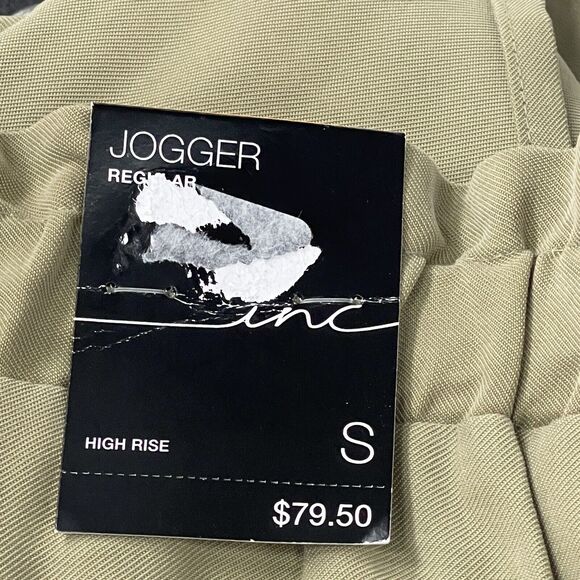 JOGGER
REGULAR
inc
HIGH RISE
S
$79.50